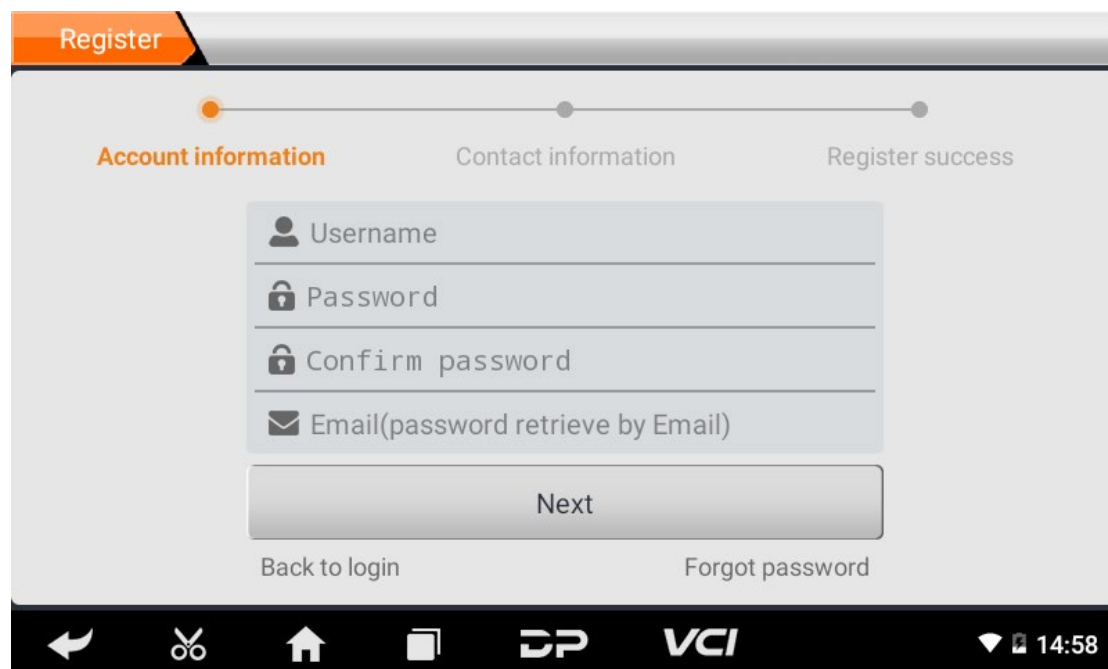 Register
Account information
Contact information
Register success
Username
Password
Confirm password
Email(password retrieve by Email)
Next
Back to login
Forgot password
DP
VCI
14:58